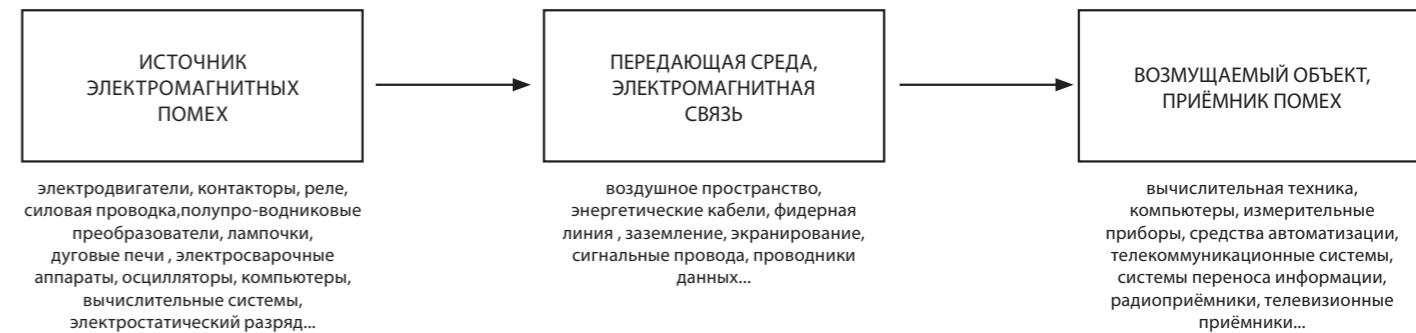 ИСТОЧНИК
ЭЛЕКТРОМАГНИТНЫХ
ПОМЕХ
ПЕРЕДАЮЩАЯ СРЕДА,
ЭЛЕКТРОМАГНИТНАЯ
СВЯЗЬ
ВОЗМУЩАЕМЫЙ ОБЪЕКТ,
ПРИЁМНИК ПОМЕХ
электродвигатели, контакторы, реле,
силовая проводка,полупро-водниковые
преобразователи, лампочки,
дуговые печи , электросварочные
аппараты, осцилляторы, компьютеры,
вычислительные системы,
электростатический разряд...
воздушное пространство,
энергетические кабели, фидерная
линия , заземление, экранирование,
сигнальные провода, проводники
данных...
вычислительная техника,
компьютеры, измерительные
приборы, средства автоматизации,
телекоммуникационные системы,
системы переноса информации,
радиоприёмники, телевизионные
приёмники...